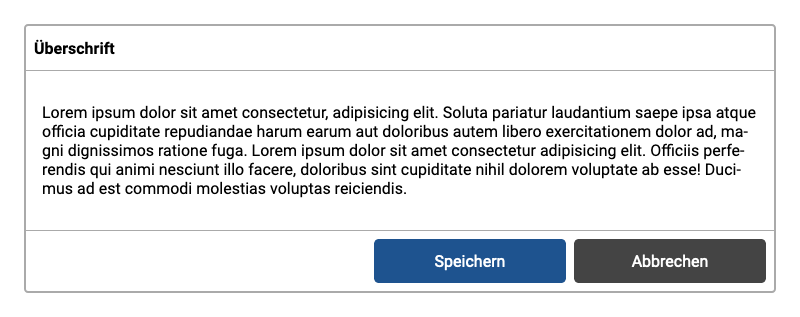 Überschrift
Lorem ipsum dolor sit amet consectetur, adipisicing elit. Soluta pariatur laudantium saepe ipsa atque
officia cupiditate repudiandae harum earum aut doloribus autem libero exercitationem dolor ad, ma-
gni dignissimos ratione fuga. Lorem ipsum dolor sit amet consectetur adipisicing elit. Officiis perfe-
rendis qui animi nesciunt illo facere, doloribus sint cupiditate nihil dolorem voluptate ab esse! Duci-
mus ad est commodi molestias voluptas reiciendis.
Speichern
Abbrechen